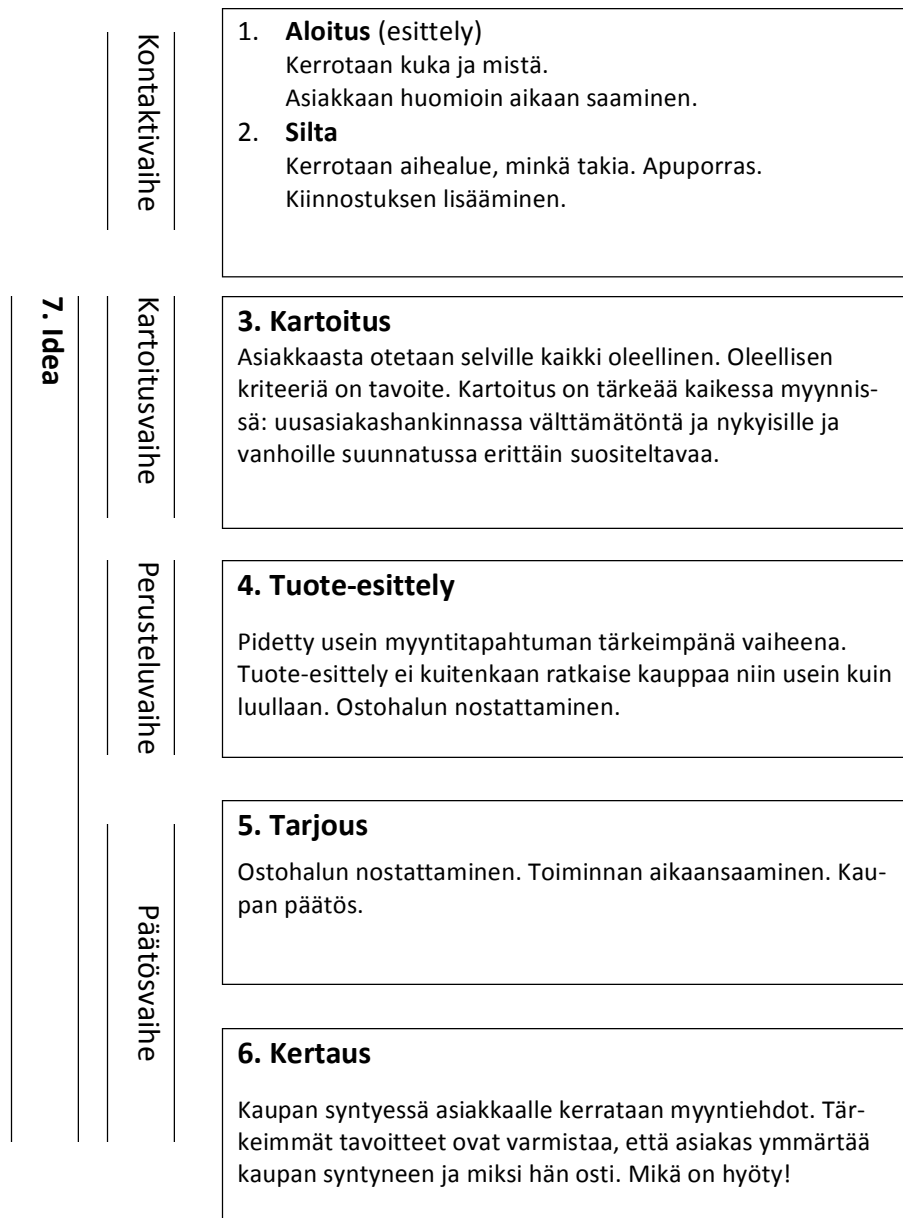 Kontaktivaihe
1. Aloitus (esittely)
Kerrotaan kuka ja mistä.
Asiakkaan huomioin aikaan saaminen.
2. Silta
Kerrotaan aihealue, minkä takia. Apuporras.
Kiinnostuksen lisääminen.
7. Idea
Kartoitusvaihe
3. Kartoitus
Asiakkaasta otetaan selville kaikki oleellinen. Oleellisen
kriteeriä on tavoite. Kartoitus on tärkeää kaikessa myynnis-
sä: uusasiakashankinnassa välttämätöntä ja nykyisille ja
vanhoille suunnatussa erittäin suositeltavaa.
Perusteluvaihe
4. Tuote-esittely
Pidetty usein myyntitapahtuman tärkeimpänä vaiheena.
Tuote-esittely ei kuitenkaan ratkaise kauppaa niin usein kuin
luullaan. Ostohalun nostattaminen.
Päätösvaihe
5. Tarjous
Ostohalun nostattaminen. Toiminnan aikaansaaminen. Kau-
pan päätös.
6. Kertaus
Kaupan syntyessä asiakkaalle kerrataan myyntiehdot. Tär-
keimmät tavoitteet ovat varmistaa, että asiakas ymmärtää
kaupan syntyneen ja miksi hän osti. Mikä on hyöty!